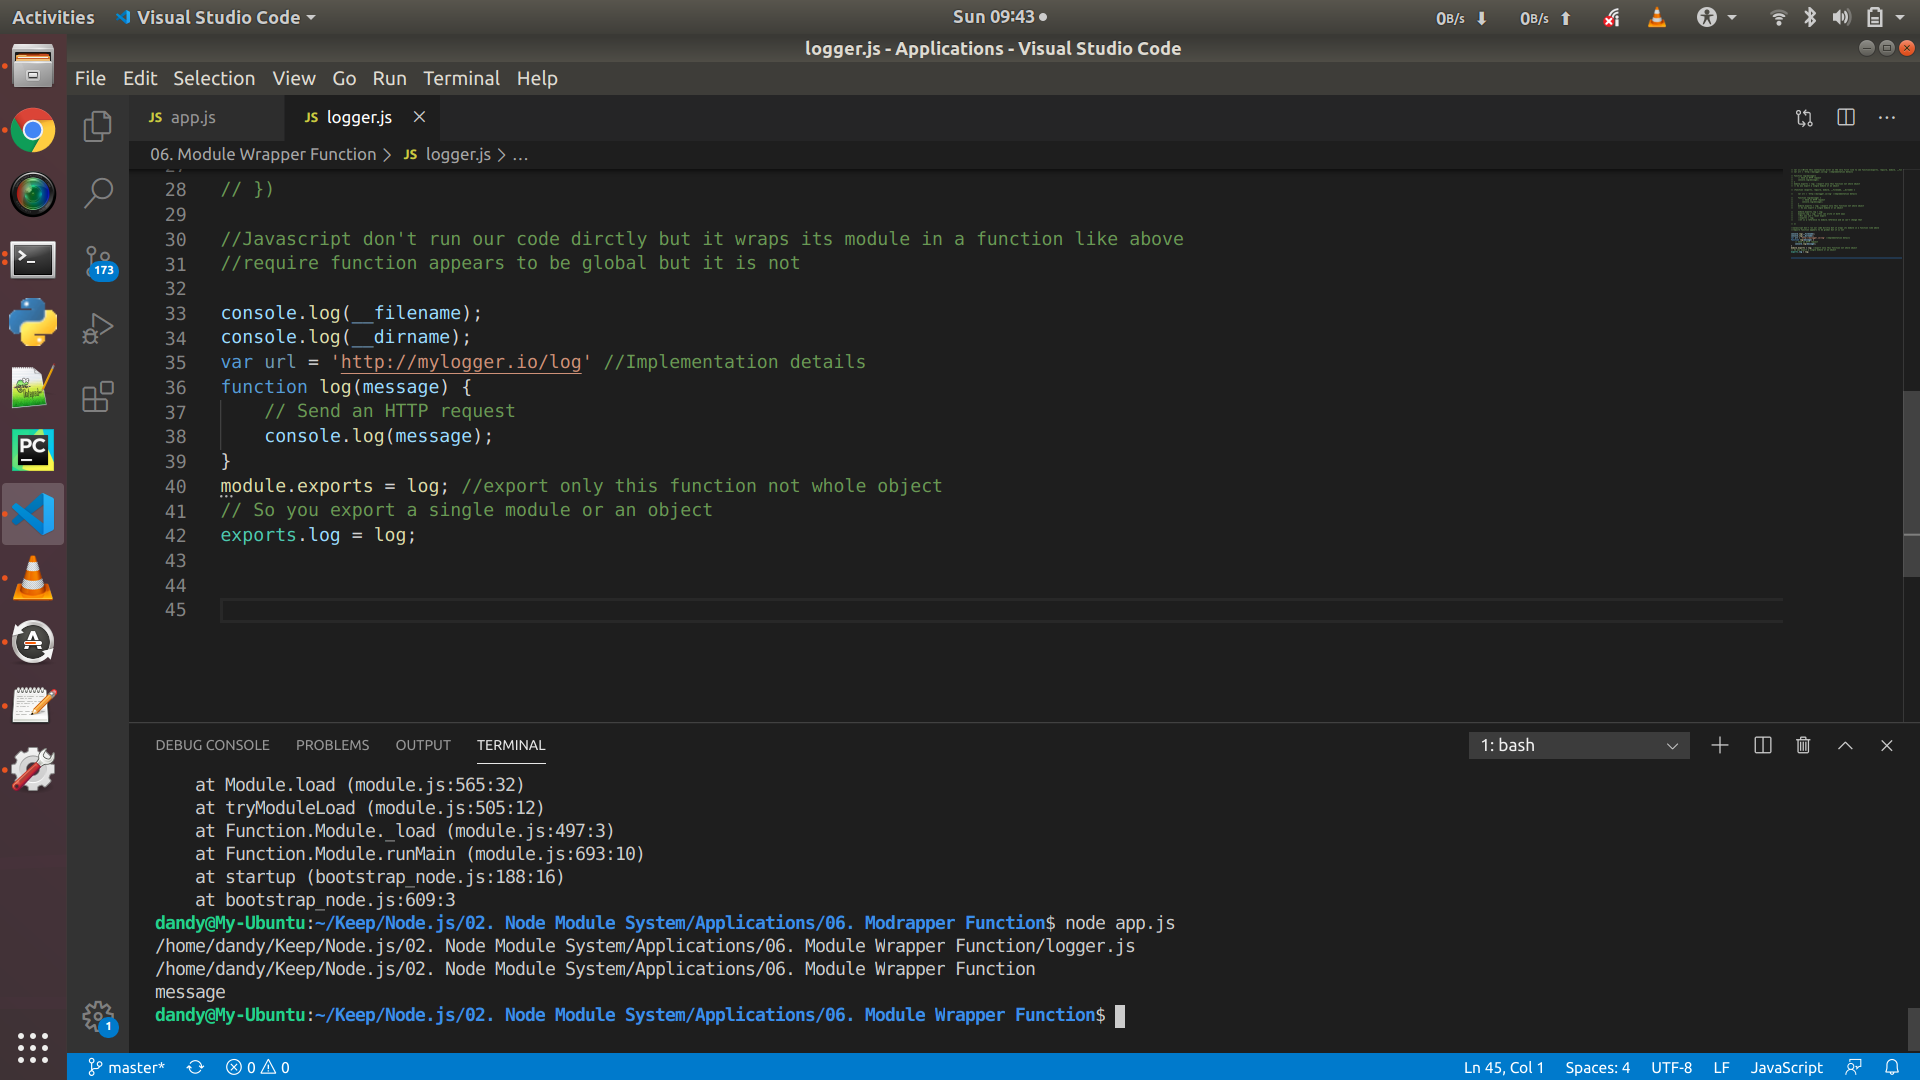 Activities Visual Studio Code Sun 09:43 0B/s 0B/s
logger.js - Applications - Visual Studio Code
File Edit Selection View Go Run Terminal Help
JS app.js JS logger.js
06. Module Wrapper Function > JS logger.js > ...
28 // })
29
30 //Javascript don't run our code dirctly but it wraps its module in a function like above
31 //require function appears to be global but it is not
32
33 console.log(__filename);
34 console.log(__dirname);
35 var url = 'http://mylogger.io/log' //Implementation details
36 function log(message) {
37 // Send an HTTP request
38 console.log(message);
39 }
40 module.exports = log; //export only this function not whole object
41 // So you export a single module or an object
42 exports.log = log;
43
44
45
173
PC
DEBUG CONSOLE PROBLEMS OUTPUT TERMINAL 1: bash
at Module.load (module.js:565:32)
at tryModuleLoad (module.js:505:12)
at Function.Module._load (module.js:497:3)
at Function.Module.runMain (module.js:693:10)
at startup (bootstrap_node.js:188:16)
at bootstrap_node.js:609:3
dandy@My-Ubuntu:~/Keep/Node.js/02. Node Module System/Applications/06. Modrapper Function$ node app.js
/home/dandy/Keep/Node.js/02. Node Module System/Applications/06. Module Wrapper Function/logger.js
/home/dandy/Keep/Node.js/02. Node Module System/Applications/06. Module Wrapper Function
message
dandy@My-Ubuntu:~/Keep/Node.js/02. Node Module System/Applications/06. Module Wrapper Function$
1
master* 0 0 Ln 45, Col 1 Spaces: 4 UTF-8 LF JavaScript